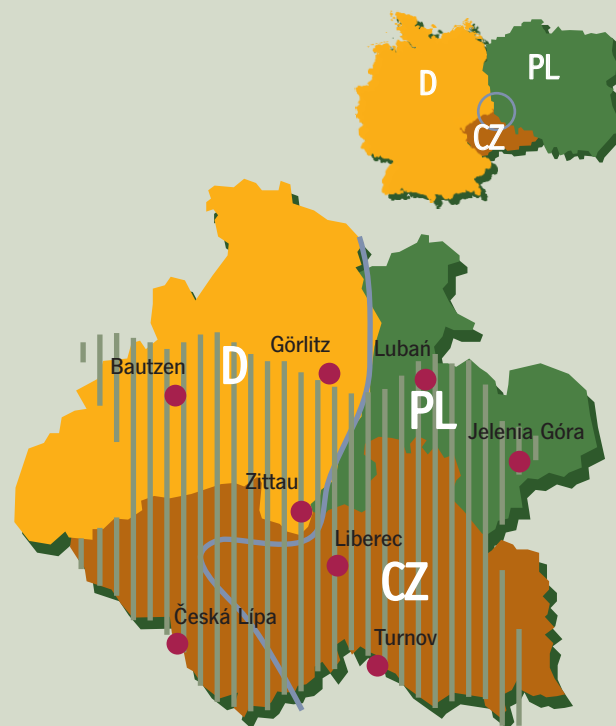 D
PL
CZ
Görlitz
Lubań
D
Bautzen
PL
Jelenia Góra
Zittau
Liberec
CZ
Česká Lípa
Turnov